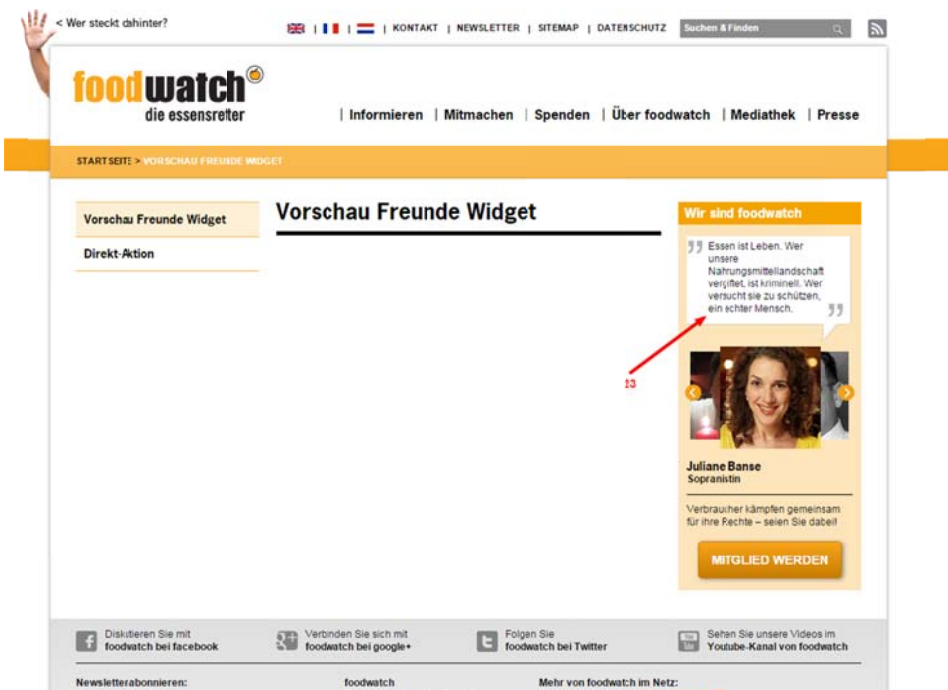 < Wer steckt dahinter?
| | | KONTAKT | NEWSLETTER | SITEMAP | DATENSCHUTZ
Suchen & Finden
foodwatch®
die essensretter
| Informieren | Mitmachen | Spenden | Über foodwatch | Mediathek | Presse
STARTSEITE > VORSCHAU FREUNDE WIDGET
Vorschau Freunde Widget
Direkt-Aktion
Vorschau Freunde Widget
Wir sind foodwatch
Essen ist Leben. Wer
unsere
Nahrungsmittellandschaft
vergiftet, ist kriminell. Wer
versucht sie zu schützen,
ein echter Mensch.
Juliane Banse
Sopranistin
Verbraucher kämpfen gemeinsam
für ihre Rechte – seien Sie dabei!
MITGLIED WERDEN
Diskutieren Sie mit
foodwatch bei facebook
Verbinden Sie sich mit
foodwatch bei google+
Folgen Sie
foodwatch bei Twitter
Sehen Sie unsere Videos im
Youtube-Kanal von foodwatch
Newsletterabonnieren:
foodwatch
Mehr von foodwatch im Netz: